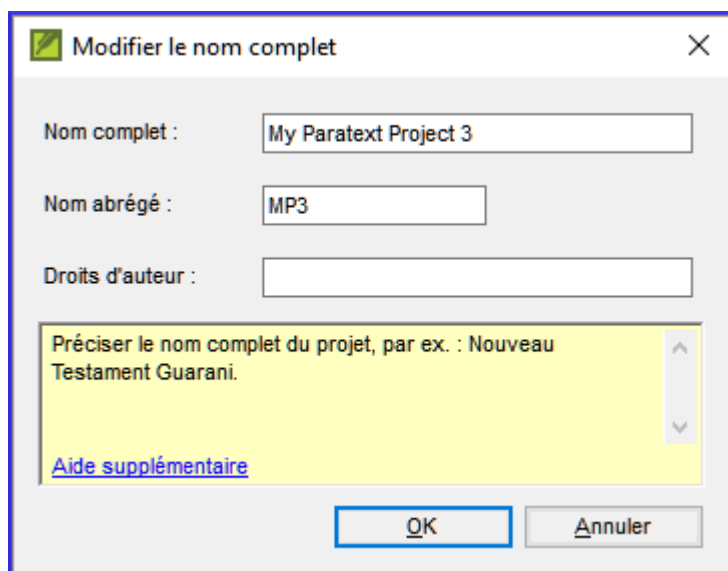 Modifier le nom complet
Nom complet : My Paratext Project 3
Nom abrégé : MP3
Droits d'auteur :
Préciser le nom complet du projet, par ex. : Nouveau
Testament Guarani.
Aide supplémentaire
OK Annuler